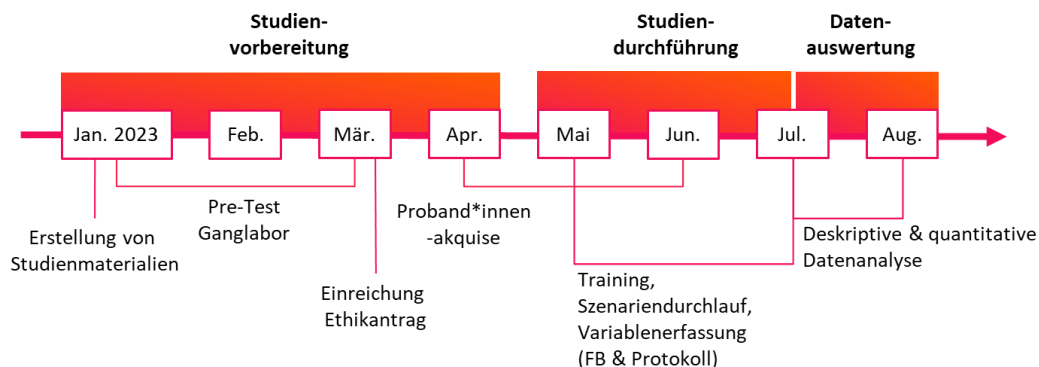 Studien-
vorbereitung
Studien-
durchführung
Daten-
auswertung
Jan. 2023
Feb.
Mär.
Apr.
Mai
Jun.
Jul.
Aug.
Erstellung von
Studienmaterialien
Pre-Test
Ganglabor
Einreichung
Ethikantrag
Proband*innen
-akquise
Training,
Szenariendurchlauf,
Variablenerfassung
(FB & Protokoll)
Deskriptive & quantitative
Datenanalyse